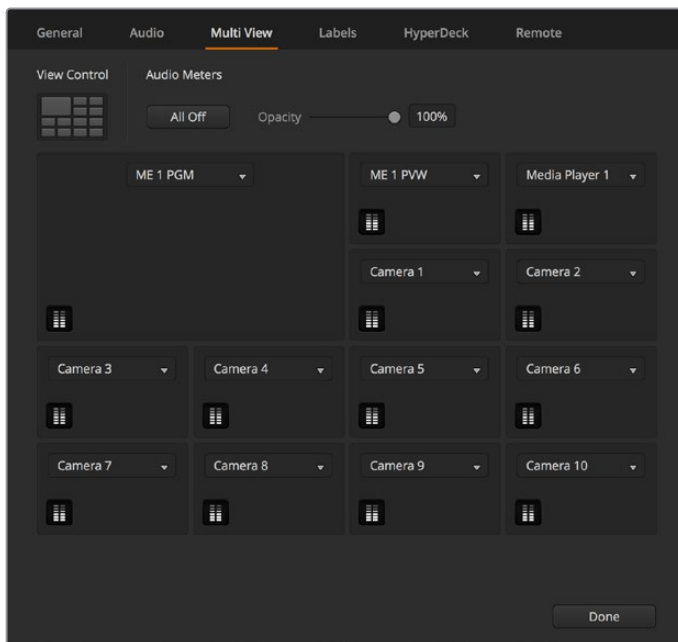 General Audio Multi View Labels HyperDeck Remote
View Control Audio Meters
All Off Opacity 100%
ME 1 PGM ME 1 PVW Media Player 1
Camera 1 Camera 2
Camera 3 Camera 4 Camera 5 Camera 6
Camera 7 Camera 8 Camera 9 Camera 10
Done